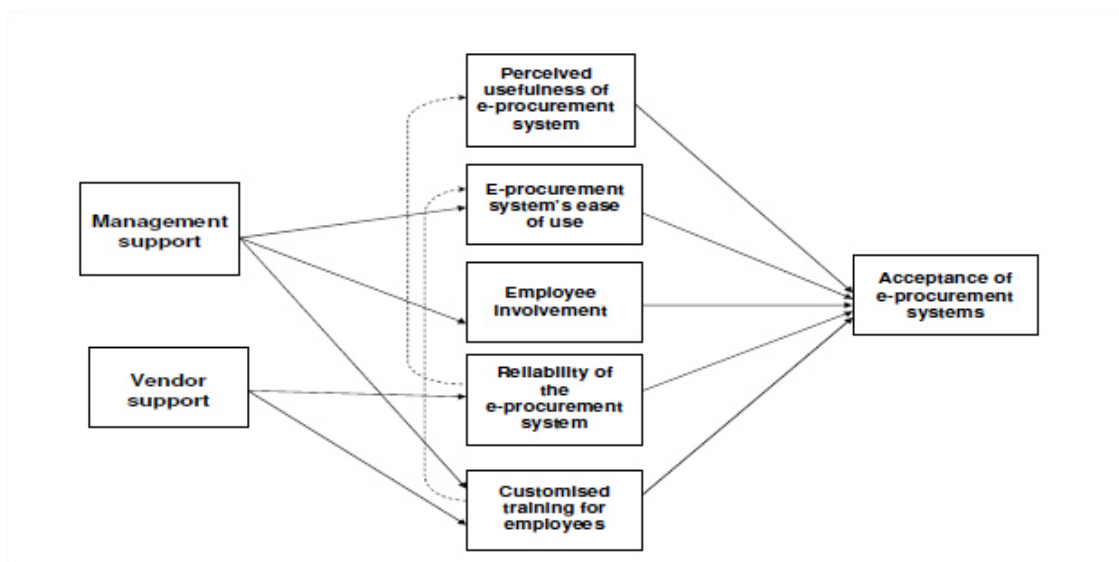 Perceived
usefulness of
e-procurement
system
E-procurement
system's ease
of use
Management
support
Employee
Involvement
Acceptance of
e-procurement
systems
Vendor
support
Reliability of
the
e-procurement
system
Customised
training for
employees